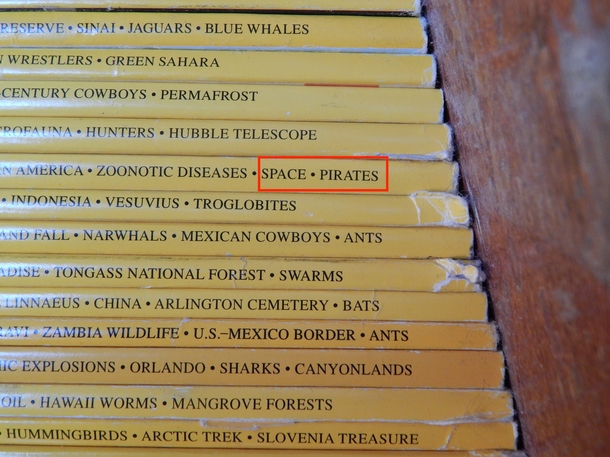 RESERVE • SINAI • JAGUARS • BLUE WHALES
WRESTLERS • GREEN SAHARA
-CENTURY COWBOYS • PERMAFROST
• HUNTERS • HUBBLE TELESCOPE
AMERICA • ZOONOTIC DISEASES • SPACE • PIRATES
• INDONESIA • VESUVIUS • TROGLOBITES
AND FALL • NARWHALS • MEXICAN COWBOYS • ANTS
• TONGASS NATIONAL FOREST • SWARMS
LINNAEUS • CHINA • ARLINGTON CEMETERY • BATS
• ZAMBIA WILDLIFE • U.S.–MEXICO BORDER • ANTS
EXPLOSIONS • ORLANDO • SHARKS • CANYONLANDS
OIL • HAWAII WORMS • MANGROVE FORESTS
• HUMMINGBIRDS • ARCTIC TREK • SLOVENIA TREASURE